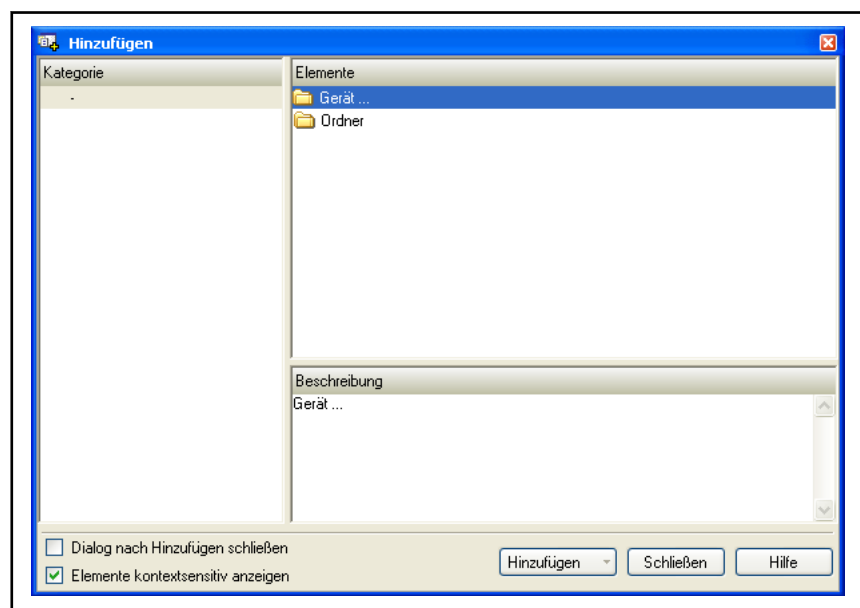 Hinzufügen
Kategorie
-
Elemente
Gerät ...
Ordner
Beschreibung
Gerät ...
Dialog nach Hinzufügen schließen
Elemente kontextsensitiv anzeigen
Hinzufügen
Schließen
Hilfe